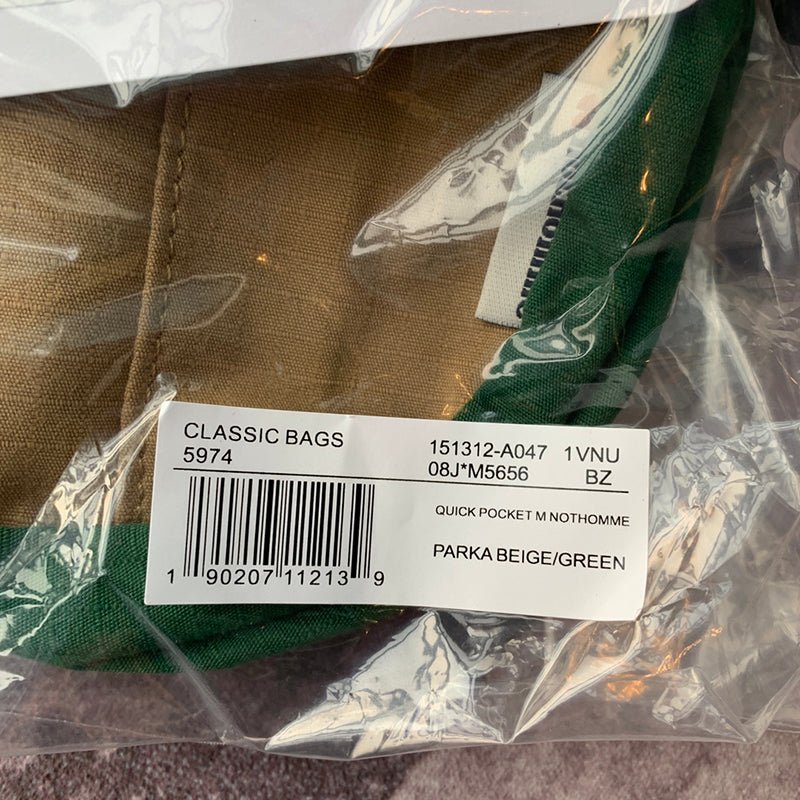 CLASSIC BAGS
5974
151312-A047 1VNU
08J*M5656 BZ
QUICK POCKET M NOTHOMME
PARKA BEIGE/GREEN
1 90207 11213 9